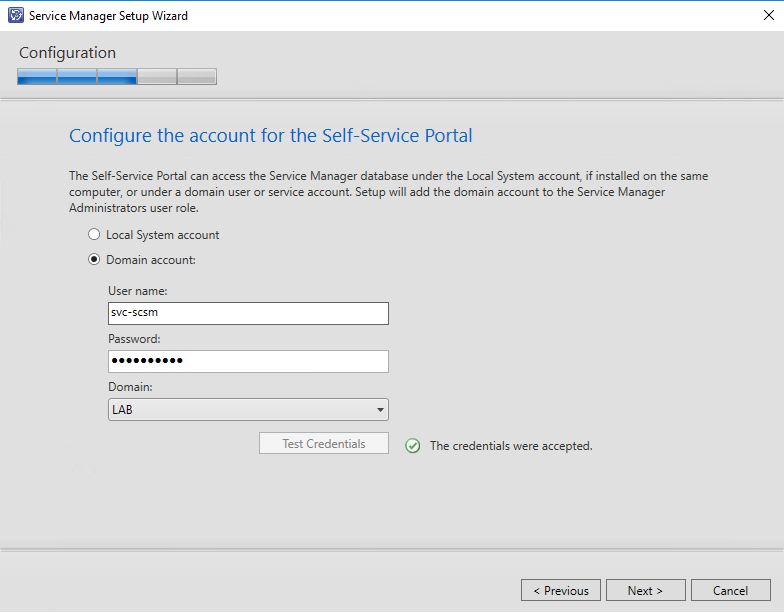 Service Manager Setup Wizard
Configuration
Configure the account for the Self-Service Portal
The Self-Service Portal can access the Service Manager database under the Local System account, if installed on the same
computer, or under a domain user or service account. Setup will add the domain account to the Service Manager
Administrators user role.
Local System account
Domain account:
User name:
svc-scsm
Password:
●●●●●●●●●●
Domain:
LAB
Test Credentials
The credentials were accepted.
< Previous
Next >
Cancel